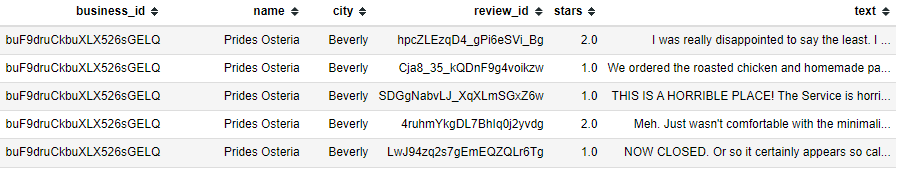 business_id name city review_id stars text
buF9druCkbuXLX526sGELQ Prides Osteria Beverly hpcZLEzqD4_gPi6eSVi_Bg 2.0 I was really disappointed to say the least. I ...
buF9druCkbuXLX526sGELQ Prides Osteria Beverly Cja8_35_kQDnF9g4voikzw 1.0 We ordered the roasted chicken and homemade pa...
buF9druCkbuXLX526sGELQ Prides Osteria Beverly SDGgNabvLJ_XqXLmSGxZ6w 1.0 THIS IS A HORRIBLE PLACE! The Service is horri...
buF9druCkbuXLX526sGELQ Prides Osteria Beverly 4ruhmYkgDL7BhIq0j2yvdg 2.0 Meh. Just wasn't comfortable with the minimali...
buF9druCkbuXLX526sGELQ Prides Osteria Beverly LwJ94zq2s7gEmEQZQLr6Tg 1.0 NOW CLOSED. Or so it certainly appears so cal...